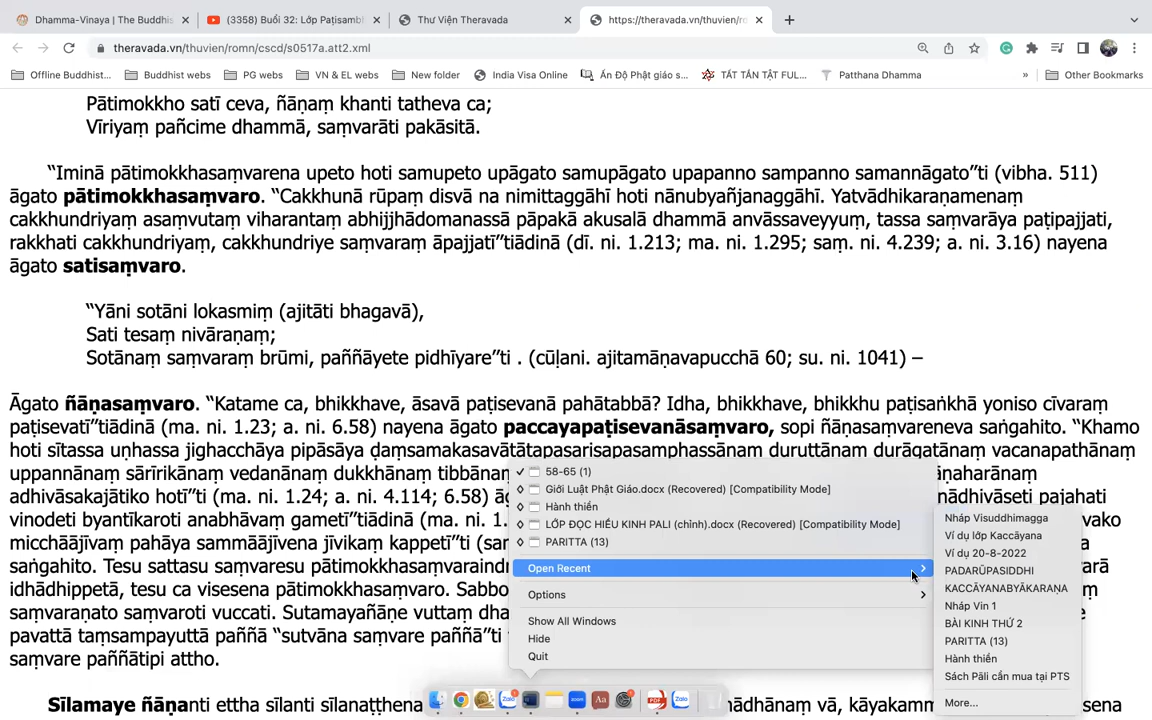 Dhamma-Vinaya | The Buddhis
(3358) Buổi 32: Lớp Paṭisambh
Thư Viện Theravada
https://theravada.vn/thuvien/ro
theravada.vn/thuvien/romn/cscd/s0517a.att2.xml
Offline Buddhist...
Buddhist webs
PG webs
VN & EL webs
New folder
India Visa Online
Ấn Độ Phật giáo s...
TẤT TẦN TẬT FUL...
Patthana Dhamma
»
Other Bookmarks
Pātimokkho satī ceva, ñāṇaṃ khanti tatheva ca;
Vīriyaṃ pañcime dhammā, saṃvarāti pakāsitā.
“Iminā pātimokkhasaṃvarena upeto hoti samupeto upāgato samupāgato upapanno sampanno samannāgato”ti (vibha. 511)
āgato pātimokkhasaṃvaro. “Cakkhunā rūpaṃ disvā na nimittaggāhī hoti nānubyañjanaggāhī. Yatvādhikaraṇamenaṃ
cakkhundriyaṃ asaṃvutaṃ viharantaṃ abhijjhādomanassā pāpakā akusalā dhammā anvāssaveyyuṃ, tassa saṃvarāya paṭipajjati,
rakkhati cakkhundriyaṃ, cakkhundriye saṃvaraṃ āpajjatī”tiādinā (dī. ni. 1.213; ma. ni. 1.295; saṃ. ni. 4.239; a. ni. 3.16) nayena
āgato satisaṃvaro.
“Yāni sotāni lokasmiṃ (ajitāti bhagavā),
Sati tesaṃ nivāraṇaṃ;
Sotānaṃ saṃvaraṃ brūmi, paññāyete pidhīyare”ti . (cūḷani. ajitamāṇavapucchā 60; su. ni. 1041) –
Āgato ñāṇasaṃvaro. “Katame ca, bhikkhave, āsavā paṭisevanā pahātabbā? Idha, bhikkhave, bhikkhu paṭisaṅkhā yoniso cīvaraṃ
paṭisevatī”tiādinā (ma. ni. 1.23; a. ni. 6.58) nayena āgato paccayapaṭisevanāsaṃvaro, sopi ñāṇasaṃvareneva saṅgahito. “Khamo
hoti sītassa uṇhassa jighacchāya pipāsāya ḍaṃsamakasavātātapasarīsapasamphassānaṃ duruttānaṃ durāgatānaṃ vacanapathānaṃ
uppannānaṃ sārīrikānaṃ vedanānaṃ dukkhānaṃ tibbānaṃ
ṇaharānaṃ
adhivāsakajātiko hotī”ti (ma. ni. 1.24; a. ni. 4.114; 6.58) āg
nādhivāseti pajahati
vinodeti byantīkaroti anabhāvaṃ gametī”tiādinā (ma. ni. 1.
vako
micchāājīvaṃ pahāya sammāājīvena jīvikaṃ kappetī”ti (saṃ
saṅgahito. Tesu sattasu saṃvaresu pātimokkhasaṃvaraindr
arā
idhādhippetā, tesu ca visesena pātimokkhasaṃvaro. Sabbo
ṃ
saṃvaraṇato saṃvaroti vuccati. Sutamayañāṇe vuttaṃ dha
e
pavattā taṃsampayuttā paññā “sutvāna saṃvare paññā”ti
saṃvare paññātipi attho.
Sīlamaye ñāṇanti ettha sīlanti sīlanaṭṭhena
dhānaṃ vā, kāyakamm
sena
✓ 58-65 (1)
Giới Luật Phật Giáo.docx (Recovered) [Compatibility Mode]
Hành thiền
LỚP ĐỌC HIỂU KINH PALI (chỉnh).docx (Recovered) [Compatibility Mode]
PARITTA (13)
Open Recent
Options
Show All Windows
Hide
Quit
Nháp Visuddhimagga
Ví dụ lớp Kaccāyana
Ví dụ 20-8-2022
PADARŪPASIDDHI
KACCĀYANABYĀKARAṆA
Nháp Vin 1
BÀI KINH THỨ 2
PARITTA (13)
Hành thiền
Sách Pāli cần mua tại PTS
More...